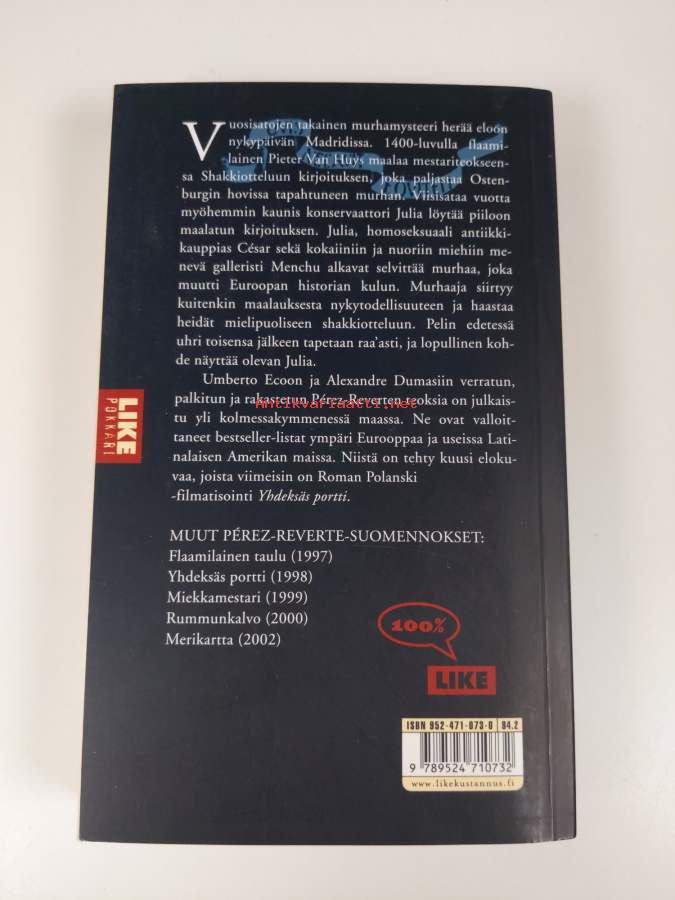 Vuosisatojen takainen murhamysteeri herää eloon
nykypäivän Madridissa. 1400-luvulla flaami-
lainen Pieter Van Huys maalaa mestariteokseen-
sa Shakkiotteluun kirjoituksen, joka paljastaa Osten-
burgin hovissa tapahtuneen murhan. Viisisataa vuotta
myöhemmin kaunis konservaattori Julia löytää piiloon
maalatun kirjoituksen. Julia, homoseksuaali antiikki-
kauppias César sekä kokaiiniin ja nuoriin miehiin me-
nevä galleristi Menchu alkavat selvittää murhaa, joka
muutti Euroopan historian kulun. Murhaaja siirtyy
kuitenkin maalauksesta nykytodellisuuteen ja haastaa
heidät mielipuoliseen shakkiotteluun. Pelin edetessä
uhri toisensa jälkeen tapetaan raa'asti, ja lopullinen koh-
de näyttää olevan Julia.
Umberto Ecoon ja Alexandre Dumasiin verratun,
palkitun ja rakastetun Pérez-Reverten teoksia on julkais-
tu yli kolmessakymmenessä maassa. Ne ovat valloit-
taneet bestseller-listat ympäri Eurooppaa ja useissa Lati-
nalaisen Amerikan maissa. Niistä on tehty kuusi eloku-
vaa, joista viimeisin on Roman Polanski
-filmatisointi Yhdeksäs portti.
MUUT PÉREZ-REVERTE-SUOMENNOKSET:
Flaamilainen taulu (1997)
Yhdeksäs portti (1998)
Miekkamestari (1999)
Rummunkalvo (2000)
Merikartta (2002)
LIKE
POKKARI
Antikvariaatti.net
100%
LIKE
ISBN 952-471-073-0 84.2
9 789524 710732
www.likekustannus.fi